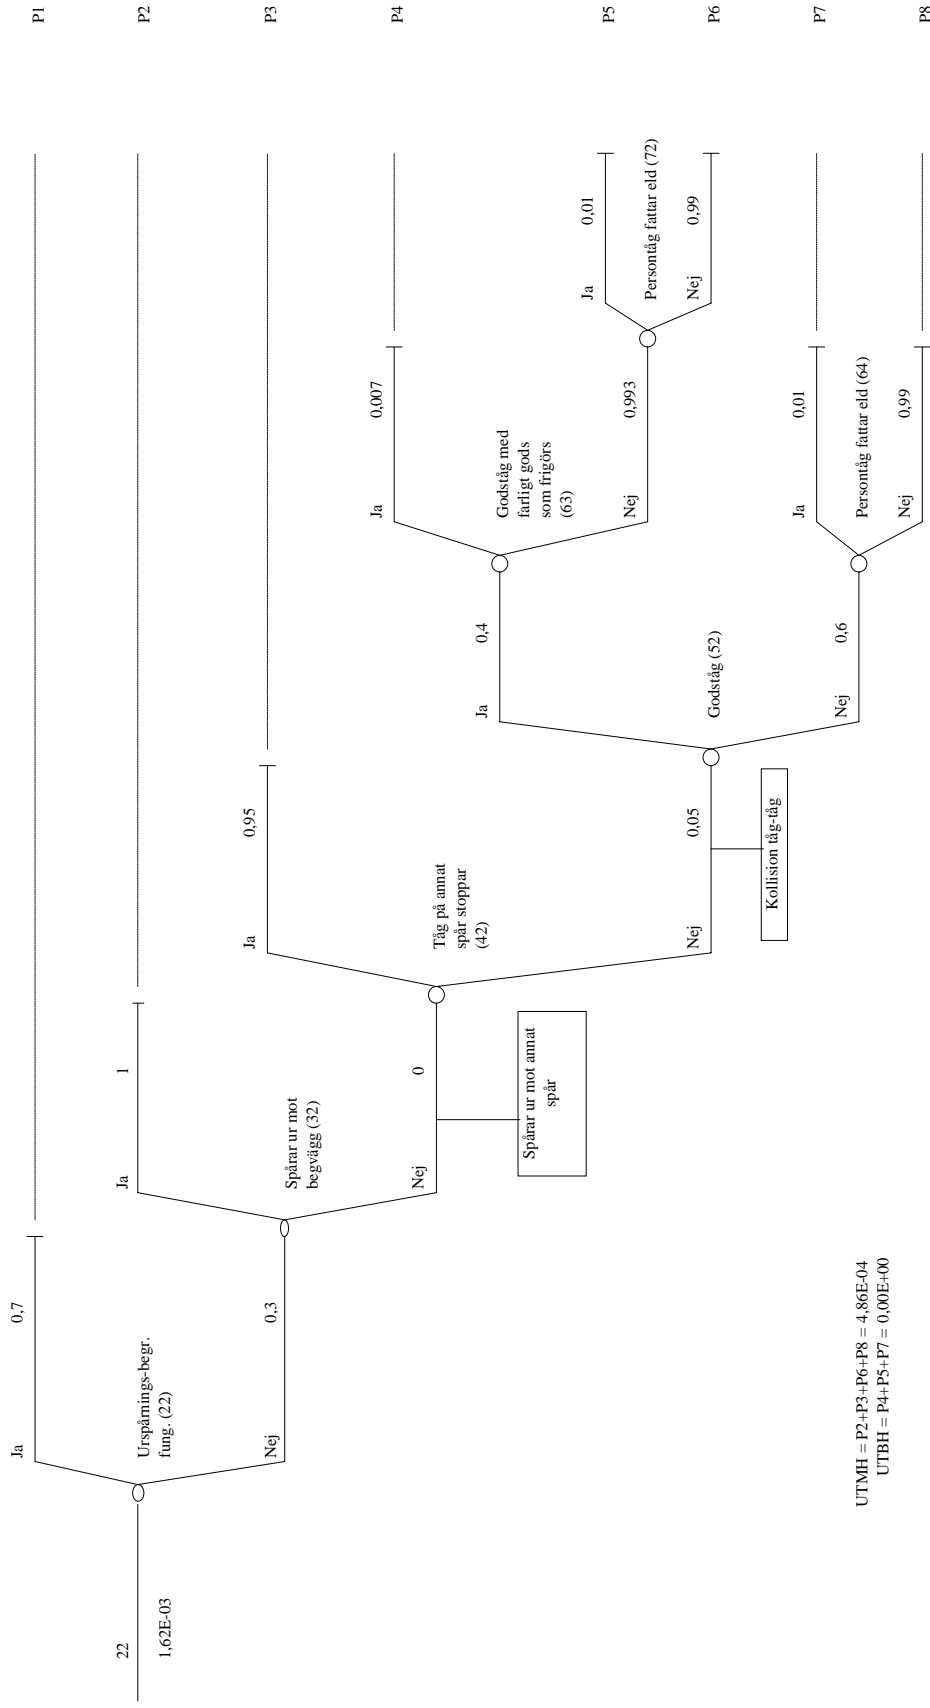 22
1,62E-03
Ja
0,7
Urspårnings-begr.
fung. (22)
Nej
0,3
Ja
1
Spårar ur mot
begvägg (32)
Nej
0
Spårar ur mot annat
spår
Ja
0,95
Tåg på annat
spår stoppar
(42)
Nej
0,05
Kollision tåg-tåg
Ja
0,4
Godståg (52)
Nej
0,6
Ja
0,007
Godståg med
farligt gods
som frigörs
(63)
Nej
0,993
Ja
0,01
Persontåg fattar eld (64)
Nej
0,99
Ja
0,01
Persontåg fattar eld (72)
Nej
0,99
P1
P2
P3
P4
P5
P6
P7
P8
UTMH = P2+P3+P6+P8 = 4,86E-04
UTBH = P4+P5+P7 = 0,00E+00